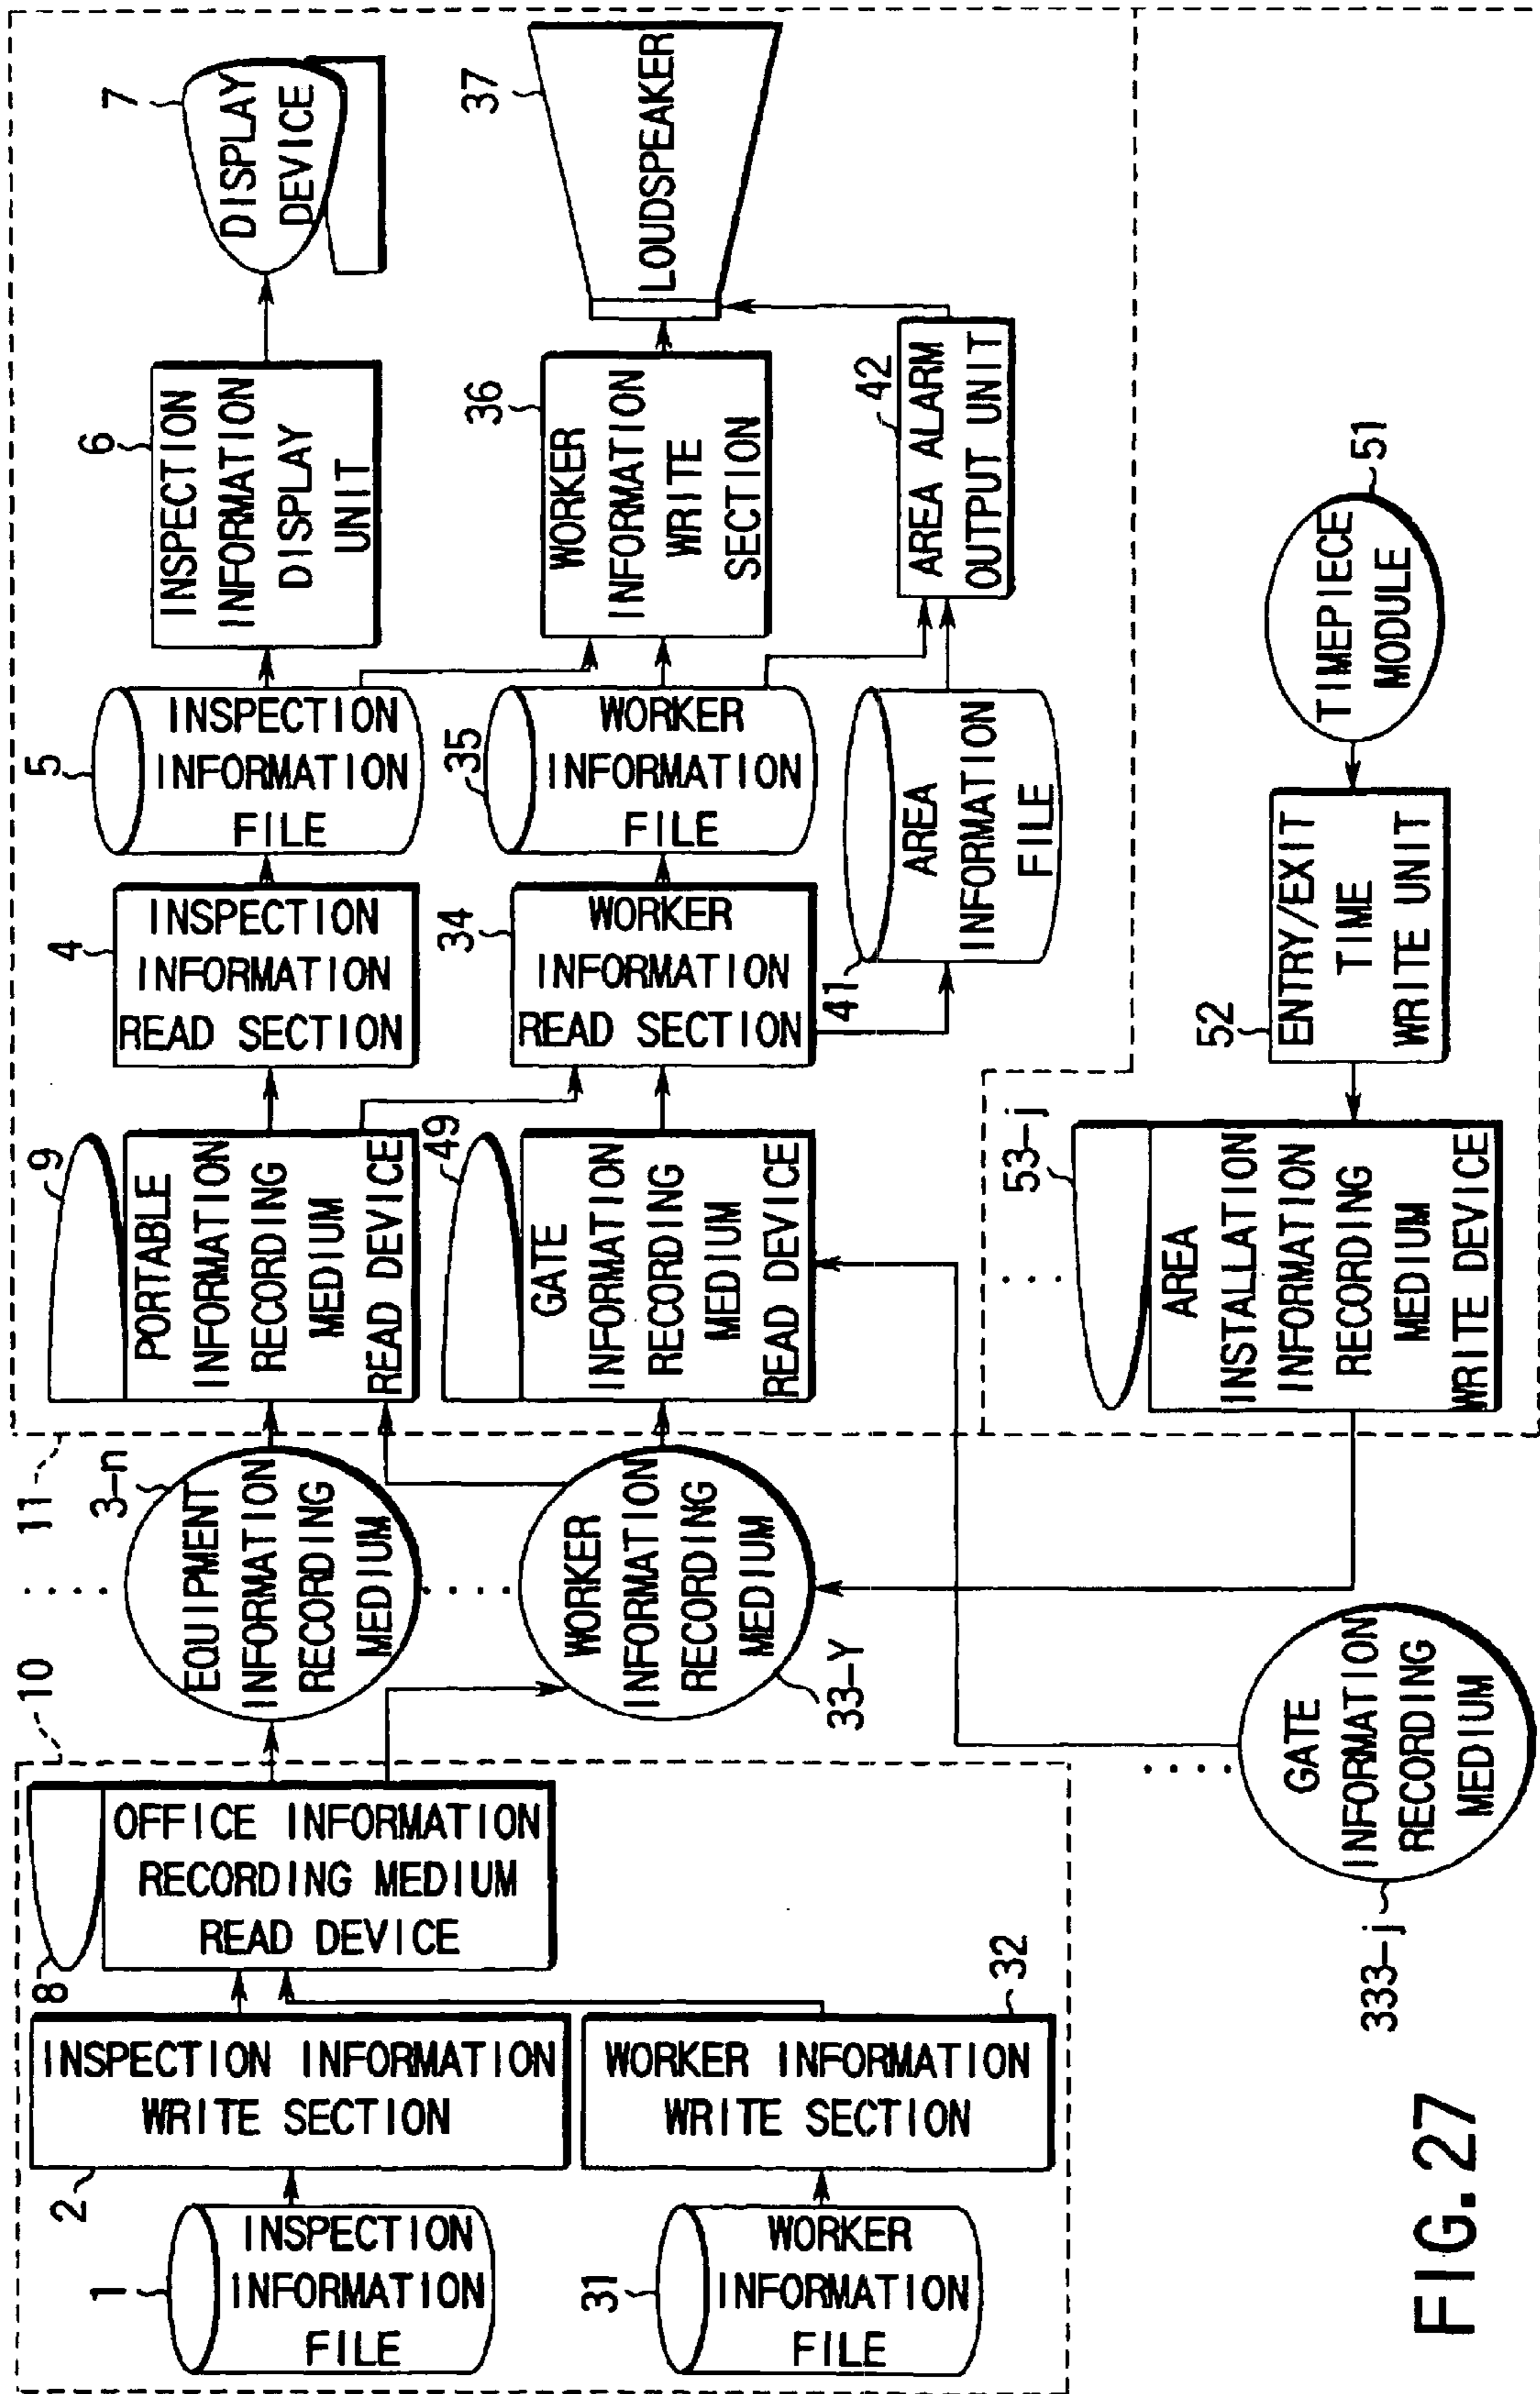 1
INSPECTION
INFORMATION
FILE
2
INSPECTION INFORMATION
WRITE SECTION
31
WORKER
INFORMATION
FILE
32
WORKER INFORMATION
WRITE SECTION
8
OFFICE INFORMATION
RECORDING MEDIUM
READ DEVICE
10
3-n
EQUIPMENT
INFORMATION
RECORDING
MEDIUM
33-Y
WORKER
INFORMATION
RECORDING
MEDIUM
333-j
GATE
INFORMATION
RECORDING
MEDIUM
11
9
PORTABLE
INFORMATION
RECORDING
MEDIUM
READ DEVICE
49
GATE
INFORMATION
RECORDING
MEDIUM
READ DEVICE
53-j
AREA
INSTALLATION
INFORMATION
RECORDING
MEDIUM
WRITE DEVICE
4
INSPECTION
INFORMATION
READ SECTION
34
WORKER
INFORMATION
READ SECTION
5
INSPECTION
INFORMATION
FILE
35
WORKER
INFORMATION
FILE
41
AREA
INFORMATION
FILE
52
ENTRY/EXIT
TIME
WRITE UNIT
51
TIMEPIECE
MODULE
6
INSPECTION
INFORMATION
DISPLAY
UNIT
36
WORKER
INFORMATION
WRITE
SECTION
42
AREA ALARM
OUTPUT UNIT
7
DISPLAY
DEVICE
37
LOUDSPEAKER
FIG. 27